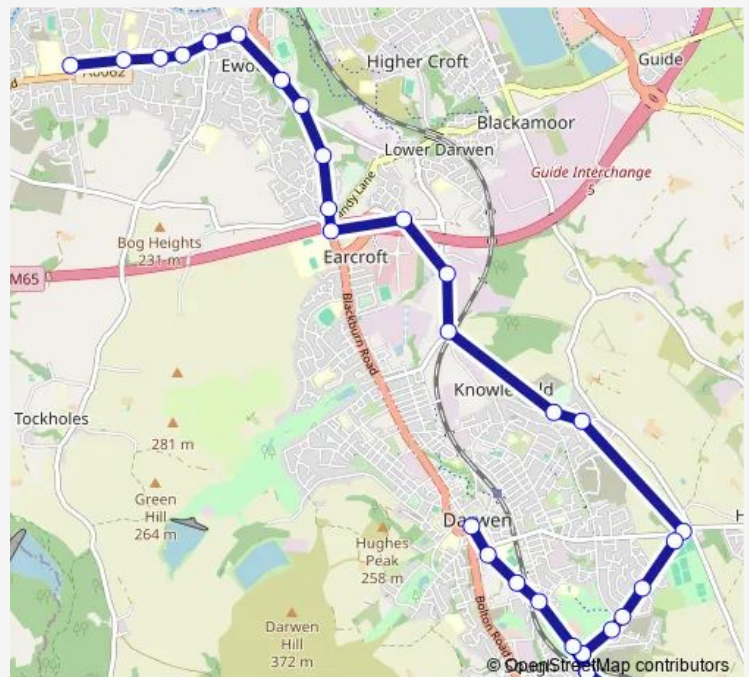 Higher Croft
Guide
A6062
Blackamoor
Lower Darwen
Guide Interchange
5
Bog Heights
231 m
Earcroft
M65
Blackburn Road
Tockholes
281 m
Green
Hill
264 m
Darwen
Hughes
Peak
258 m
Darwen
Hill
372 m
Bolton Road
© OpenStreetMap contributors